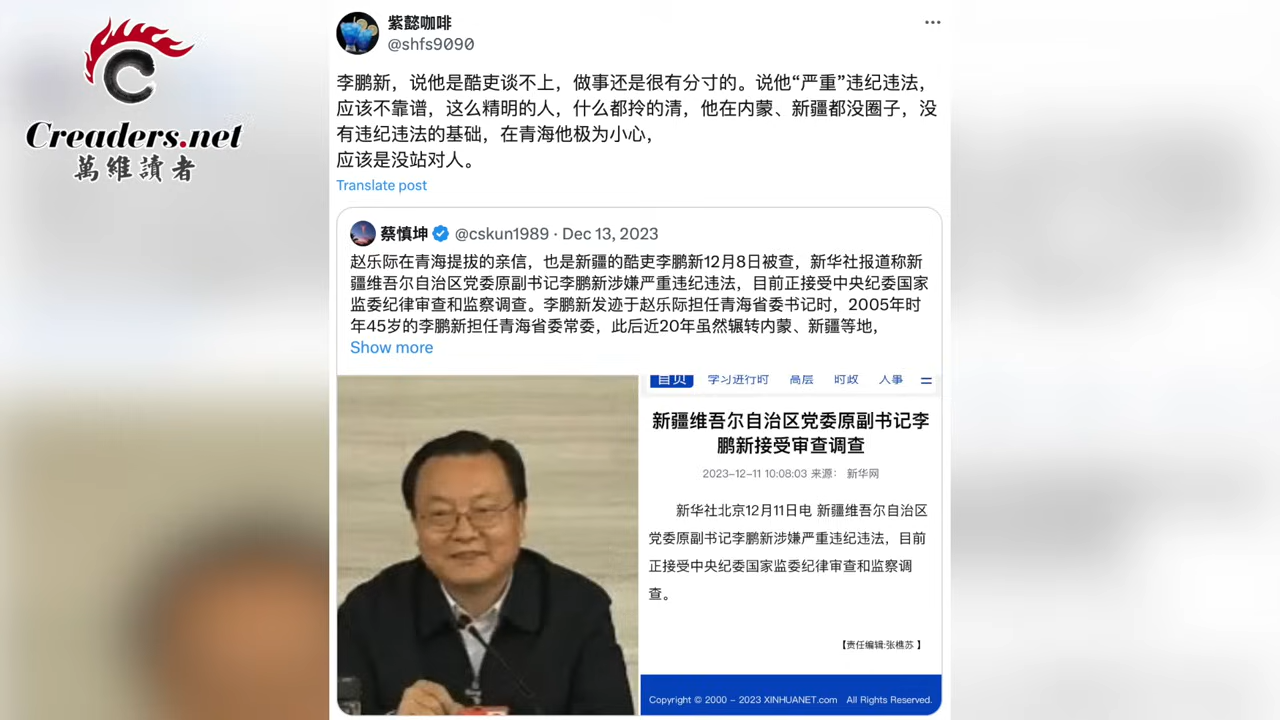 Creaders.net
萬維讀者
紫懿咖啡
@shfs9090
李鹏新，说他是酷吏谈不上，做事还是很有分寸的。说他“严重”违纪违法，
应该不靠谱，这么精明的人，什么都拎的清，他在内蒙、新疆都没圈子，没
有违纪违法的基础，在青海他极为小心，
应该是没站对人。
Translate post
蔡慎坤 @cskun1989 · Dec 13, 2023
赵乐际在青海提拔的亲信，也是新疆的酷吏李鹏新12月8日被查，新华社报道称新
疆维吾尔自治区党委原副书记李鹏新涉嫌严重违纪违法，目前正接受中央纪委国家
监委纪律审查和监察调查。李鹏新发迹于赵乐际担任青海省委书记时，2005年时
年45岁的李鹏新担任青海省委常委，此后近20年虽然辗转内蒙、新疆等地，
Show more
首页 学习进行时 高层 时政 人事
新疆维吾尔自治区党委原副书记李
鹏新接受审查调查
2023-12-11 10:08:03 来源： 新华网
新华社北京12月11日电 新疆维吾尔自治区
党委原副书记李鹏新涉嫌严重违纪违法，目前
正接受中央纪委国家监委纪律审查和监察调
查。
【责任编辑:张樵苏 】
Copyright © 2000 - 2023 XINHUANET.com All Rights Reserved.